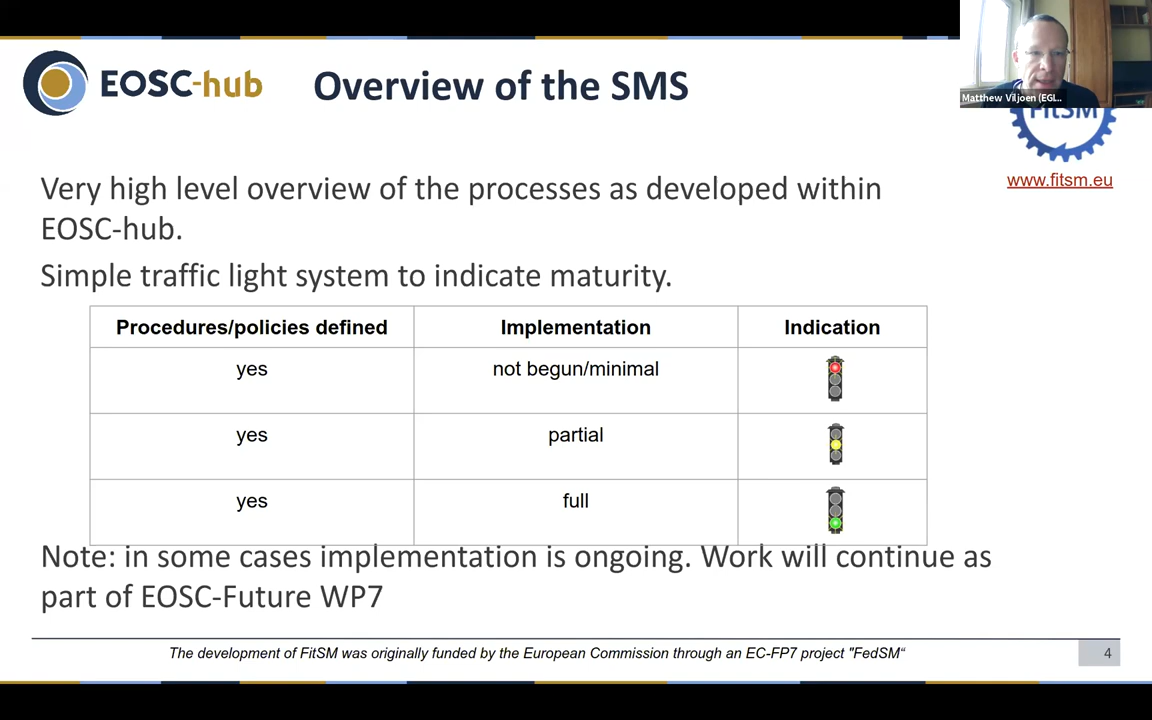 EOSC-hub
Overview of the SMS
Matthew Viljoen (EGI...
FitSM
www.fitsm.eu
Very high level overview of the processes as developed within
EOSC-hub.
Simple traffic light system to indicate maturity.
Procedures/policies defined Implementation Indication
yes not begun/minimal
yes partial
yes full
Note: in some cases implementation is ongoing. Work will continue as
part of EOSC-Future WP7
The development of FitSM was originally funded by the European Commission through an EC-FP7 project "FedSM“
4